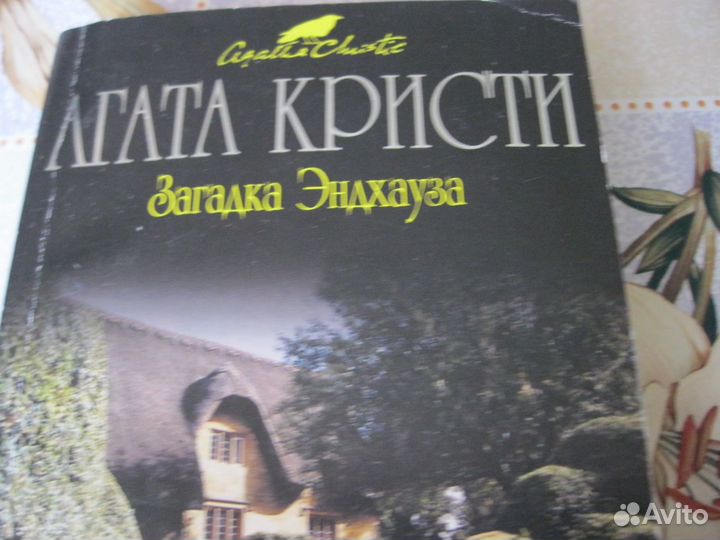 Agatha Christie
АГАТА КРИСТИ
Загадка Эндхауза
Avito